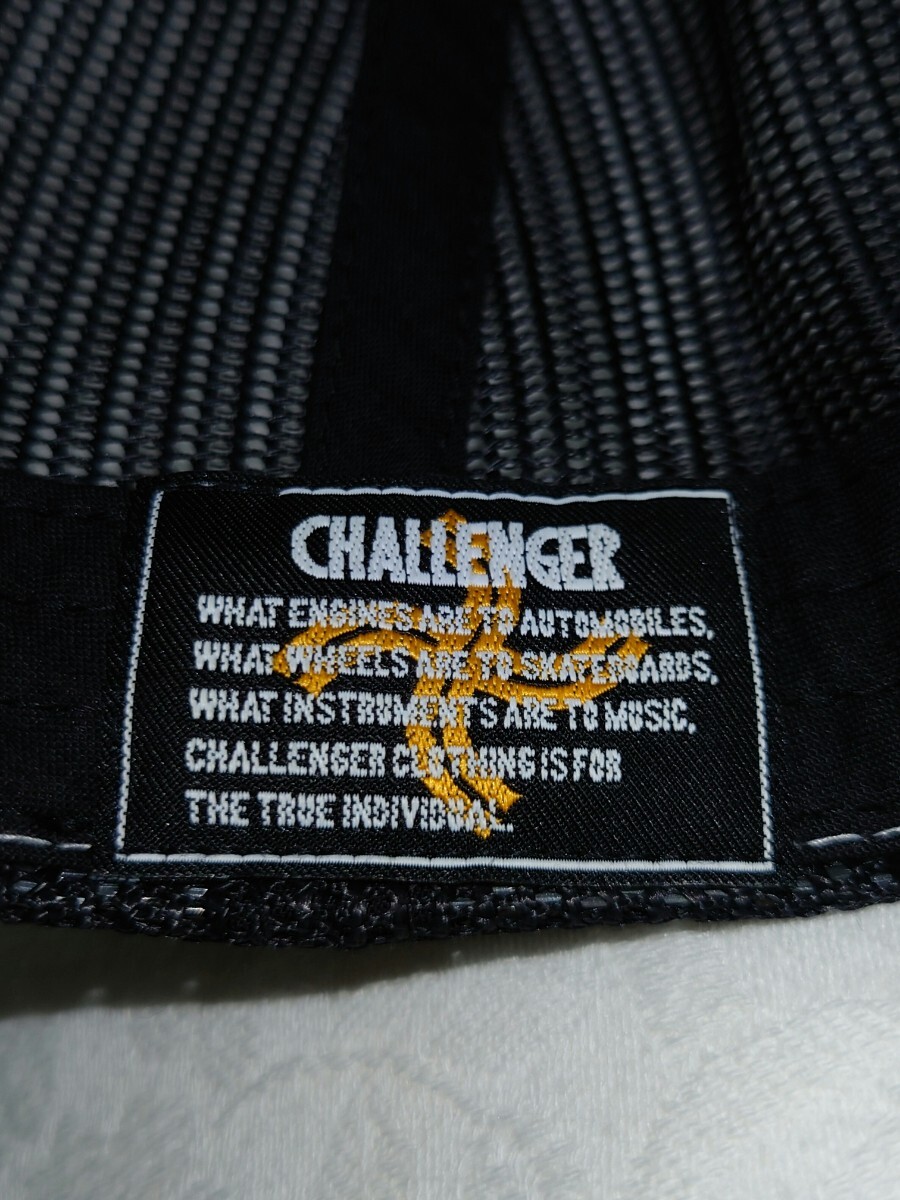 CHALLENGER
WHAT ENGINES ARE TO AUTOMOBILES,
WHAT WHEELS ARE TO SKATEBOARDS,
WHAT INSTRUMENTS ARE TO MUSIC,
CHALLENGER CLOTHING IS FOR
THE TRUE INDIVIDUAL.